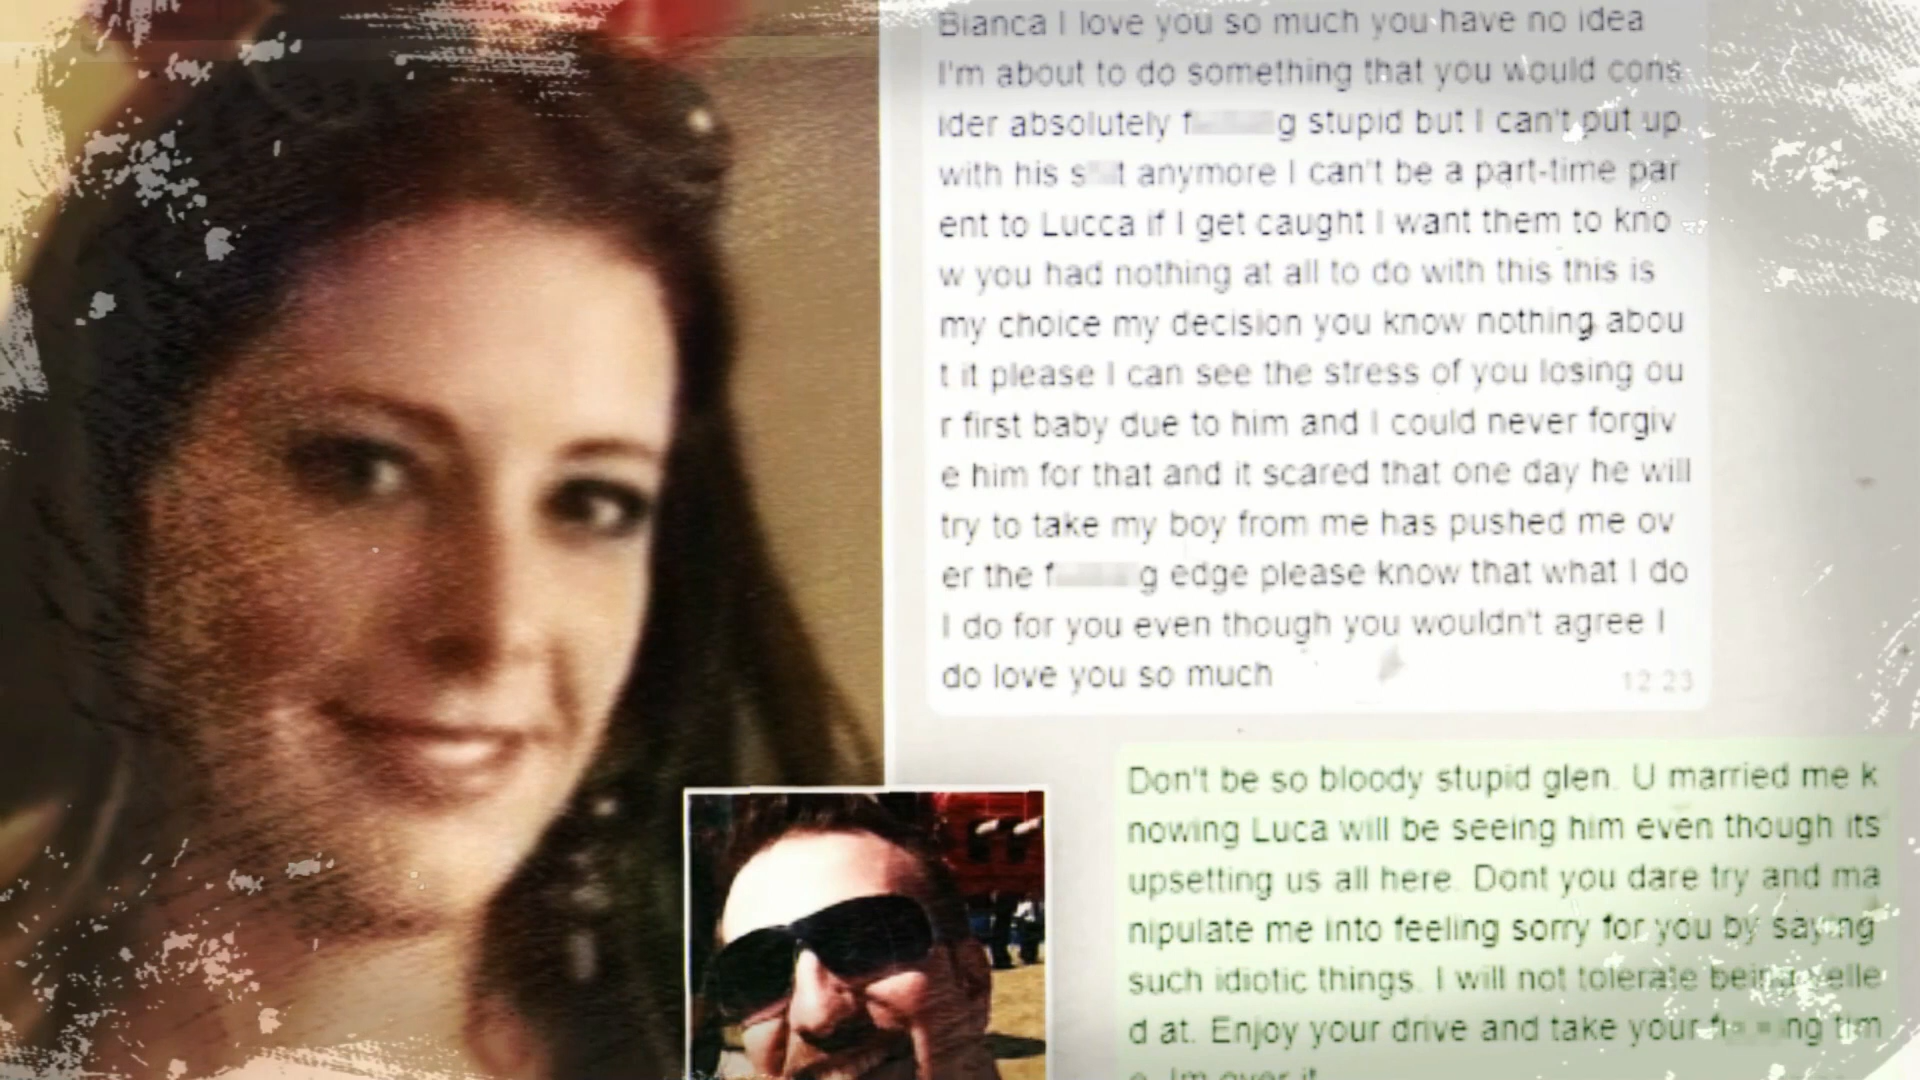 Bianca I love you so much you have no idea
I'm about to do something that you would cons
ider absolutely f g stupid but I can't put up
with his s t anymore I can't be a part-time par
ent to Lucca if I get caught I want them to kno
w you had nothing at all to do with this this is
my choice my decision you know nothing abou
t it please I can see the stress of you losing ou
r first baby due to him and I could never forgiv
e him for that and it scared that one day he will
try to take my boy from me has pushed me ov
er the f g edge please know that what I do
I do for you even though you wouldn't agree I
do love you so much
12:23
Don't be so bloody stupid glen. U married me k
nowing Luca will be seeing him even though its
upsetting us all here. Dont you dare try and ma
nipulate me into feeling sorry for you by saying
such idiotic things. I will not tolerate being yelle
d at. Enjoy your drive and take your f ng tim
e. Im over it